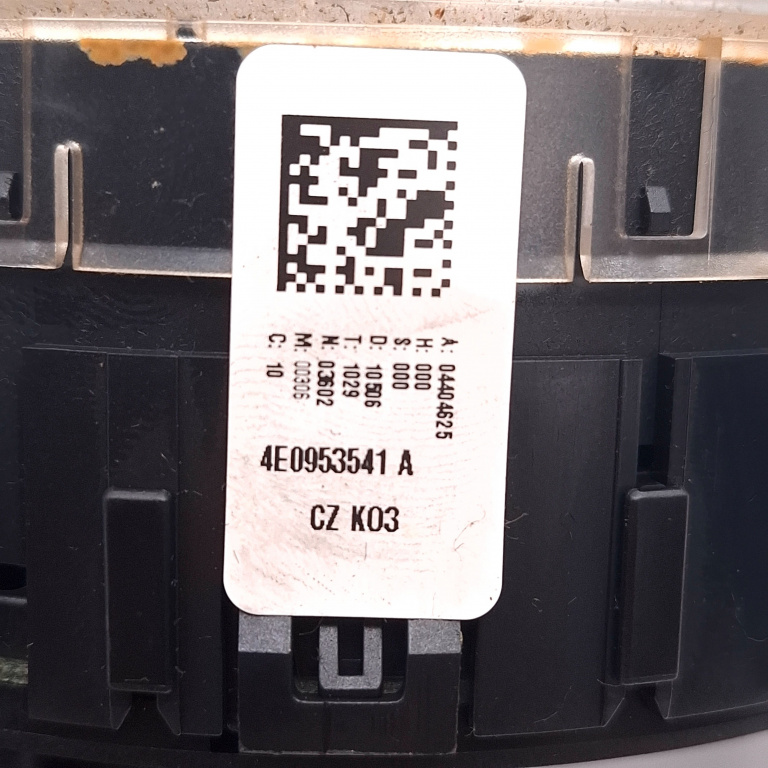 A: 04404625
H: 000
S: 000
D: 10506
T: 1029
N: 03602
M: 00306
C: 10
4E0953541 A
CZ K03